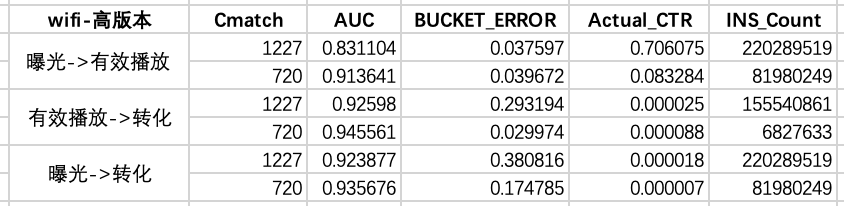 wifi-高版本 Cmatch AUC BUCKET_ERROR Actual_CTR INS_Count
曝光->有效播放 1227 0.831104 0.037597 0.706075 220289519
720 0.913641 0.039672 0.083284 81980249
有效播放->转化 1227 0.92598 0.293194 0.000025 155540861
720 0.945561 0.029974 0.000088 6827633
曝光->转化 1227 0.923877 0.380816 0.000018 220289519
720 0.935676 0.174785 0.000007 81980249